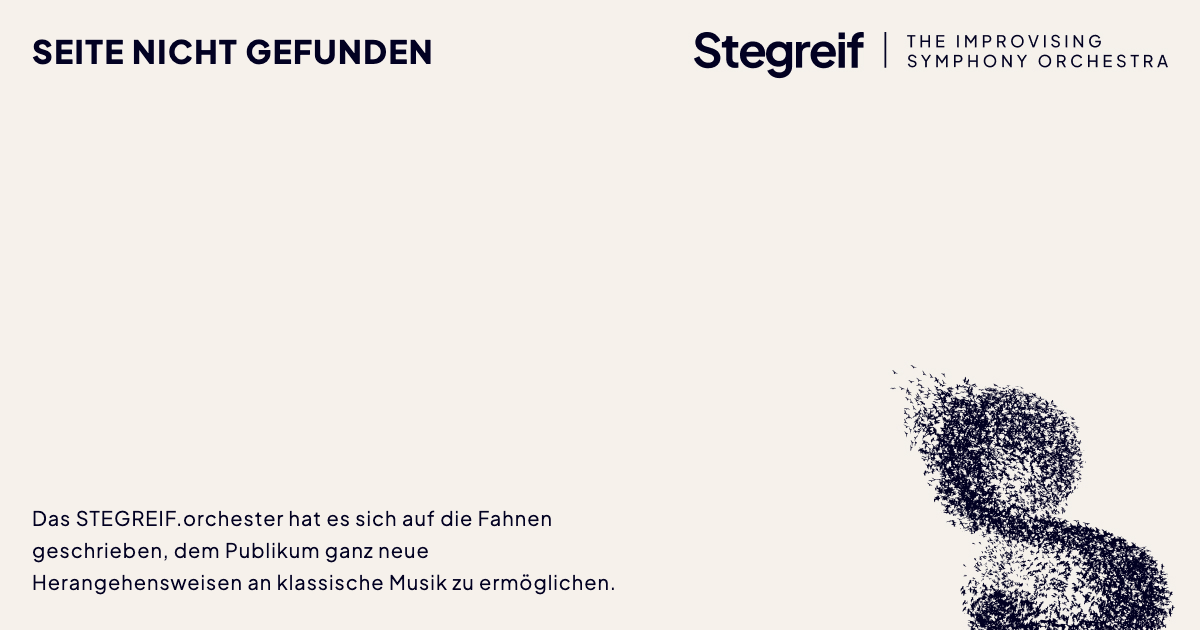 SEITE NICHT GEFUNDEN
Stegreif
THE IMPROVISING
SYMPHONY ORCHESTRA
Das STEGREIF.orchester hat es sich auf die Fahnen
geschrieben, dem Publikum ganz neue
Herangehensweisen an klassische Musik zu ermöglichen.